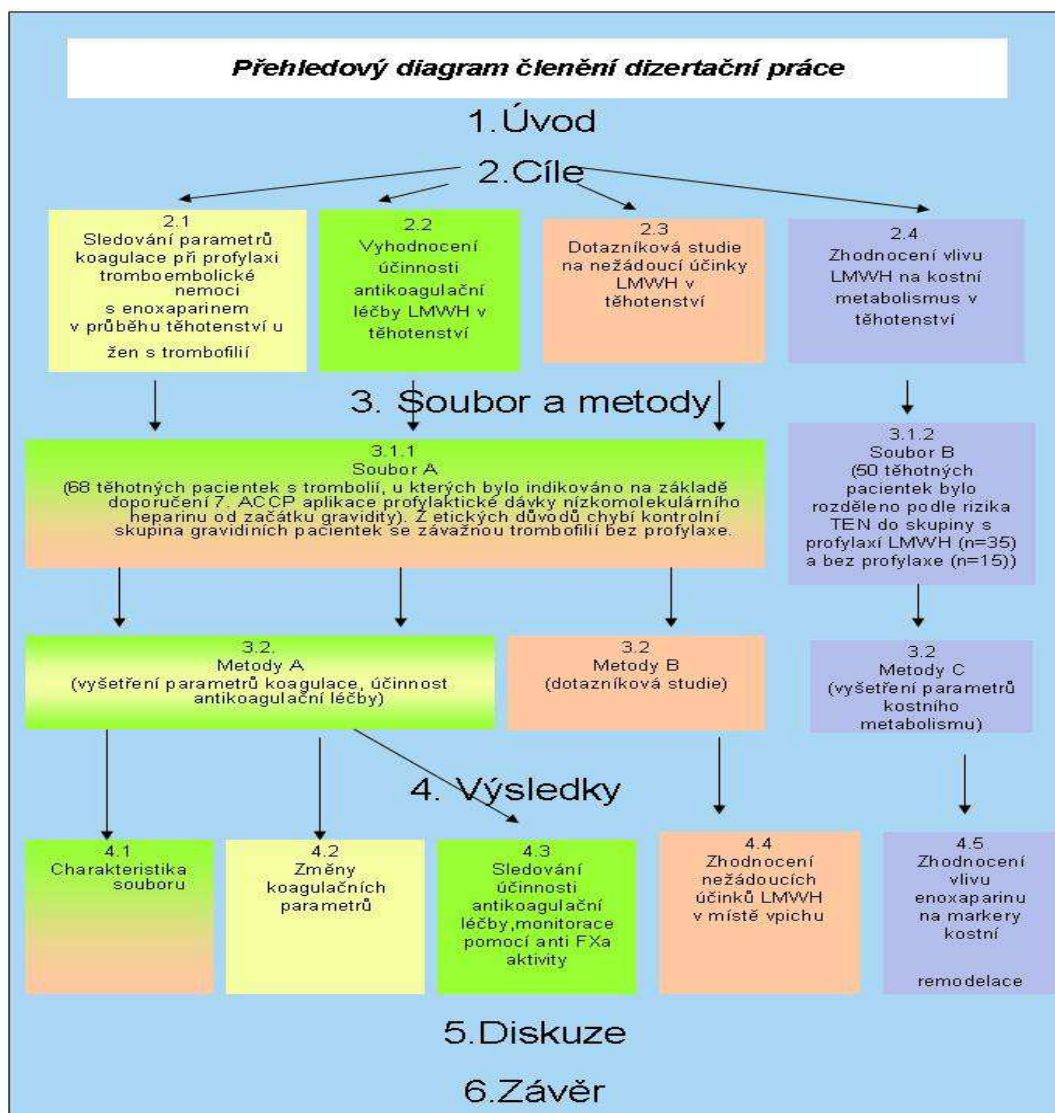 Přehledový diagram členění dizertační práce
1.Úvod
2.Cíle
2.1
Sledování parametrů
koagulace při profylaxi
tromboembolické
nemoci
s enoxaparinem
v průběhu těhotenství u
žen s trombofilií
2.2
Vyhodnocení
účinnosti
antikoagulační
léčby LMWH v
těhotenství
2.3
Dotazníková studie
na nežádoucí účinky
LMWH v
těhotenství
2.4
Zhodnocení vlivu
LMWH na kostní
metabolismus v
těhotenství
3. Soubor a metody
3.1.1
Soubor A
(68 těhotných pacientek s trombolií, u kterých bylo indikováno na základě
doporučení 7. ACCP aplikace profylaktické dávky nízkomolekulárního
heparinu od začátku gravidity). Z etických důvodů chybí kontrolní
skupina gravidiních pacientek se závažnou trombofilií bez profylaxe.
3.1.2
Soubor B
(50 těhotných
pacientek bylo
rozděleno podle rizika
TEN do skupiny s
profylaxí LMWH (n=35)
a bez profylaxe (n=15))
3.2.
Metody A
(vyšetření parametrů koagulace, účinnost
antikoagulační léčby)
3.2
Metody B
(dotazníková studie)
3.2
Metody C
(vyšetření parametrů
kostního
metabolismu)
4. Výsledky
4.1
Charakteristika
souboru
4.2
Změny
koagulačních
parametrů
4.3
Sledování
účinnosti
antikoagulační
léčby,monitorace
pomocí anti FXa
aktivity
4.4
Zhodnocení
nežádoucích
účinků LMWH
v místě vpichu
4.5
Zhodnocení
vlivu
enoxaparinu
na markery
kostní
remodelace
5.Diskuze
6.Závěr